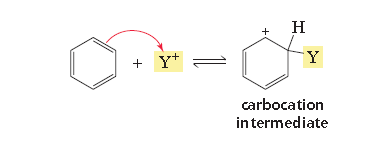 + H
+ Y+ Y
carbocation
intermediate